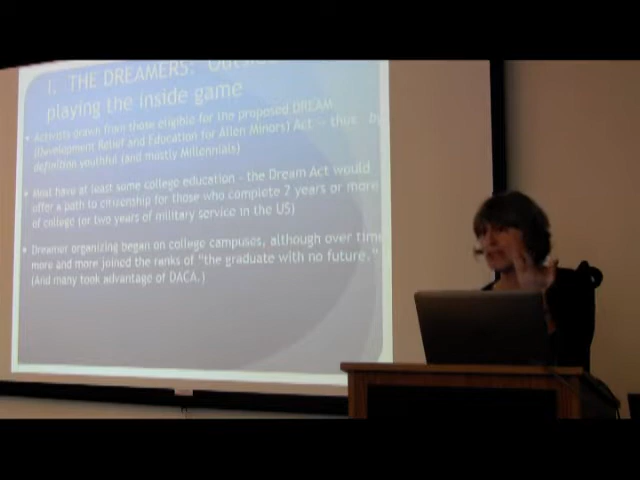 I. THE DREAMERS: Outside
playing the inside game
Activists drawn from those eligible for the proposed DREAM
(Development Relief and Education for Alien Minors) Act – thus by
definition youthful (and mostly Millennials)
Most have at least some college education – the Dream Act would
offer a path to citizenship for those who complete 2 years or more
of college (or two years of military service in the US)
Dreamer organizing began on college campuses, although over time
more and more joined the ranks of "the graduate with no future."
(And many took advantage of DACA.)